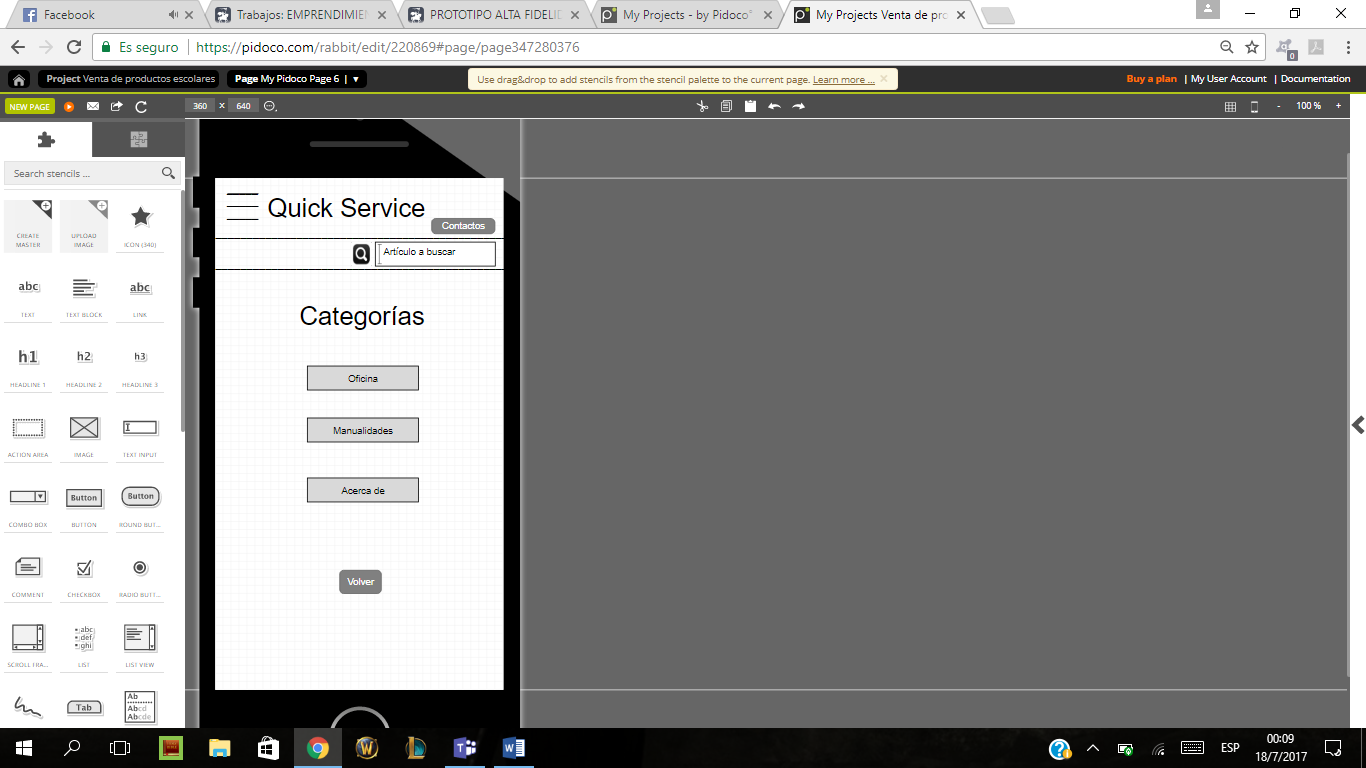 Facebook
Trabajos: EMPRENDIMIEN
PROTOTIPO ALTA FIDELID
My Projects - by Pidoco°
My Projects Venta de pro
Es seguro
https://pidoco.com/rabbit/edit/220869#page/page347280376
0
Project Venta de productos escolares
Page My Pidoco Page 6 | ▼
Use drag&drop to add stencils from the stencil palette to the current page. Learn more ... ×
Buy a plan | My User Account | Documentation
NEW PAGE
360 x 640
- 100 % +
Search stencils ...
CREATE MASTER
UPLOAD IMAGE
ICON (340)
abc
abc
TEXT
TEXT BLOCK
LINK
h1
h2
h3
HEADLINE 1
HEADLINE 2
HEADLINE 3
ACTION AREA
IMAGE
TEXT INPUT
Button
Button
COMBO BOX
BUTTON
ROUND BUT...
COMMENT
CHECKBOX
RADIO BUTT...
abc
def
ghi
SCROLL TRA...
LIST
LIST VIEW
Tab
Ab
Abcd
Abcde
Quick Service
Contactos
Artículo a buscar
Categorías
Oficina
Manualidades
Acerca de
Volver
ESP
00:09
18/7/2017